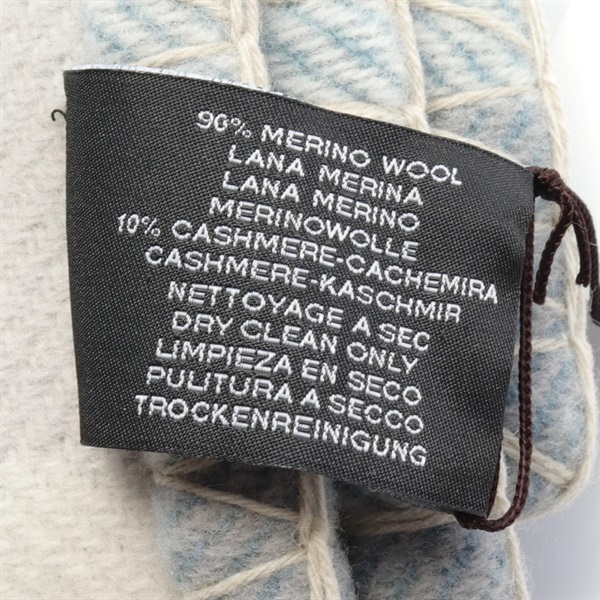 90% MERINO WOOL
LANA MERINA
LANA MERINO
MERINOWOLLE
10% CASHMERE-CACHEMIRA
CASHMERE-KASCHMIR
NETTOYAGE A SEC
DRY CLEAN ONLY
LIMPIEZA EN SECO
PULITURA A SECCO
TROCKENREINIGUNG